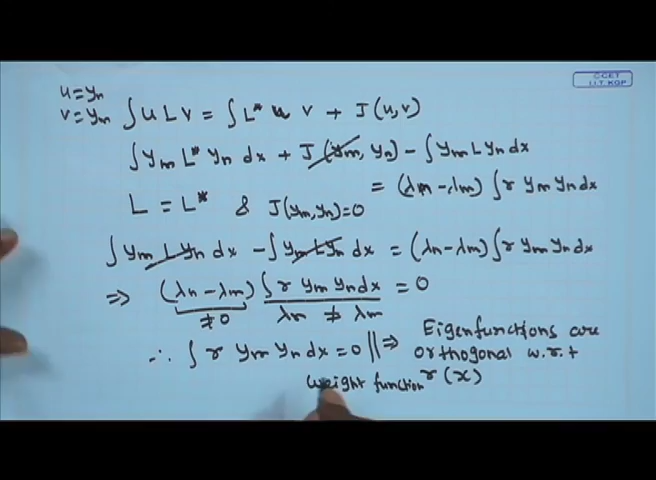 CCET
I.I.T. KGP
u = yn
v = ym ∫ u L v = ∫ L* u v + J(u,v)
∫ ym L* yn dx + J(ym, yn) - ∫ ym L yn dx
= (λn - λm) ∫ r ym yn dx
L = L* & J(ym, yn) = 0
∫ ym L yn dx - ∫ ym L yn dx = (λn - λm) ∫ r ym yn dx
⇒ (λn - λm) ∫ r ym yn dx = 0
≠ 0 λn ≠ λm
∴ ∫ r ym yn dx = 0 || ⇒ Eigenfunctions are
orthogonal w.r.t
weight function r(x)